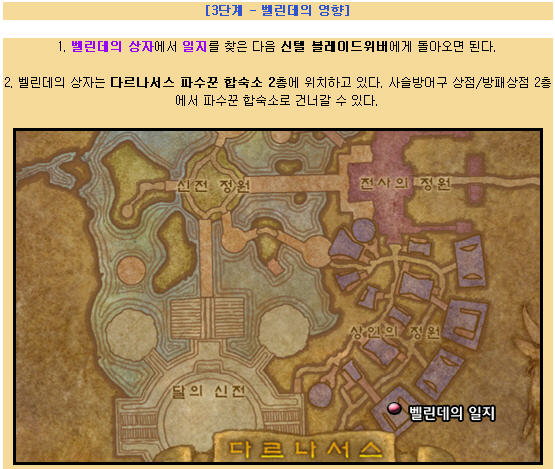 [3단계 - 벨린데의 영향]
1. 벨린데의 상자에서 일지를 찾은 다음 신텔 블레이드위버에게 돌아오면 된다.
2. 벨린데의 상자는 다르나서스 파수꾼 합숙소 2층에 위치하고 있다. 사슬방어구 상점/방패상점 2층
에서 파수꾼 합숙소로 건너갈 수 있다.
신전 정원
전사의 정원
상인의 정원
달의 신전
벨린데의 일지
다르나서스